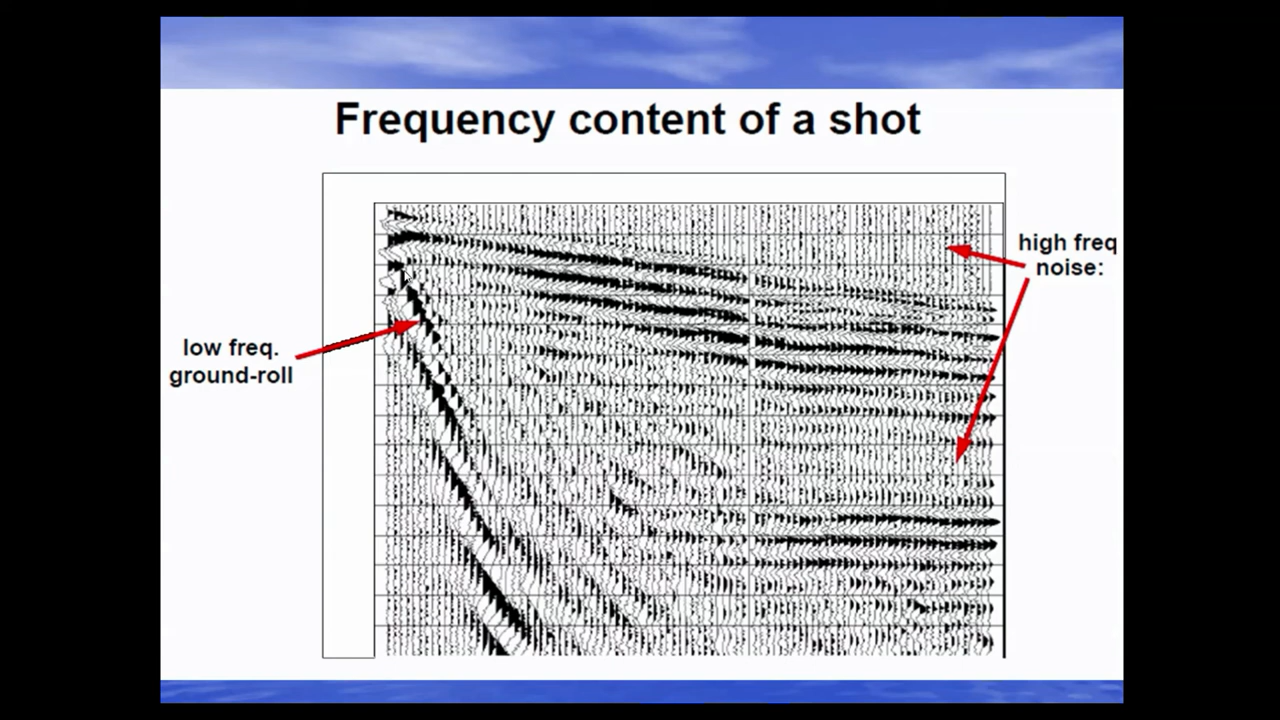 Frequency content of a shot
high freq
noise:
low freq.
ground-roll